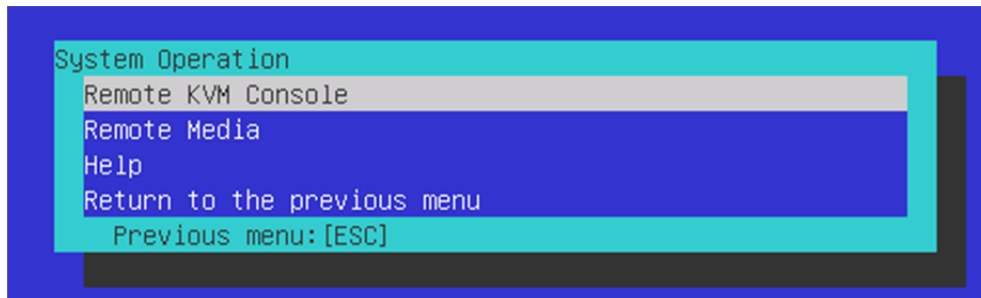 System Operation
Remote KVM Console
Remote Media
Help
Return to the previous menu
Previous menu:[ESC]